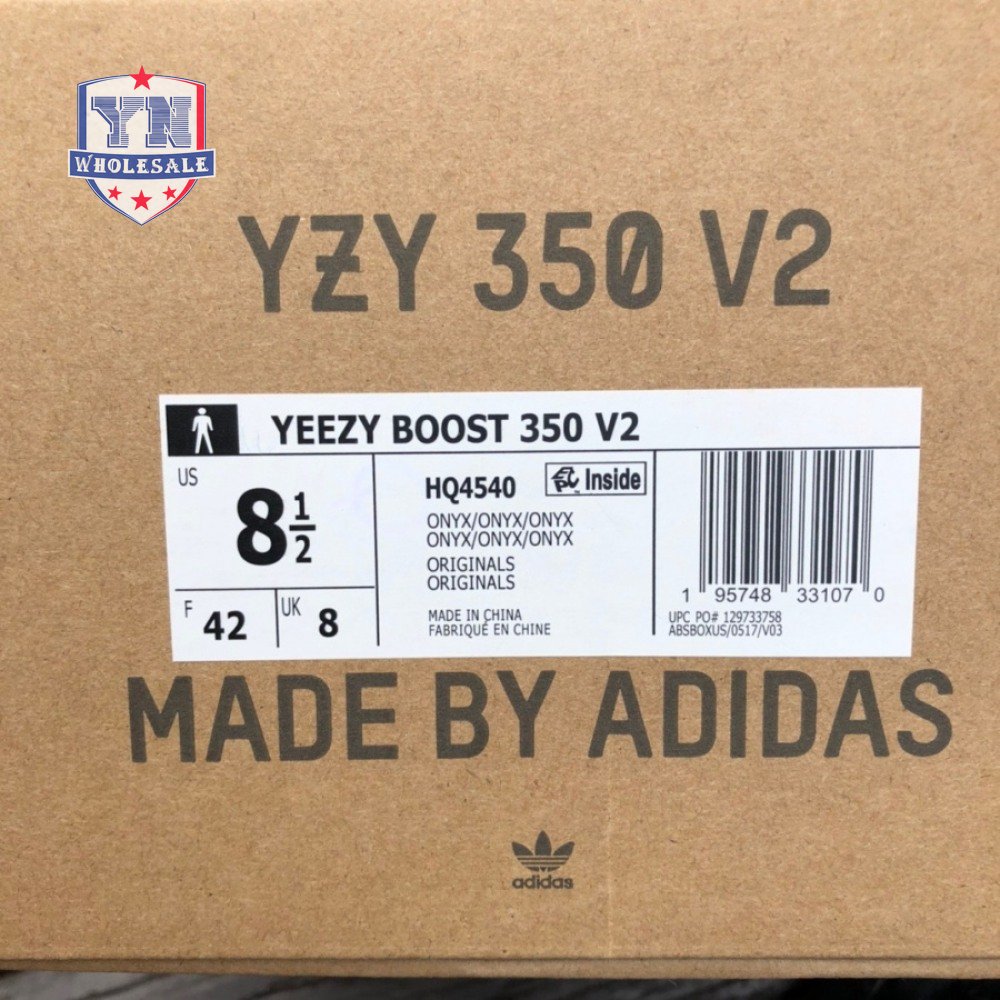 YN
WHOLESALE
YZY 350 V2
YEEZY BOOST 350 V2
US
8 1/2
F 42
UK 8
HQ4540
EPC Inside
ONYX/ONYX/ONYX
ONYX/ONYX/ONYX
ORIGINALS
ORIGINALS
MADE IN CHINA
FABRIQUÉ EN CHINE
1 95748 33107 0
UPC PO# 129733758
ABSBOXUS/0517/V03
MADE BY ADIDAS
adidas